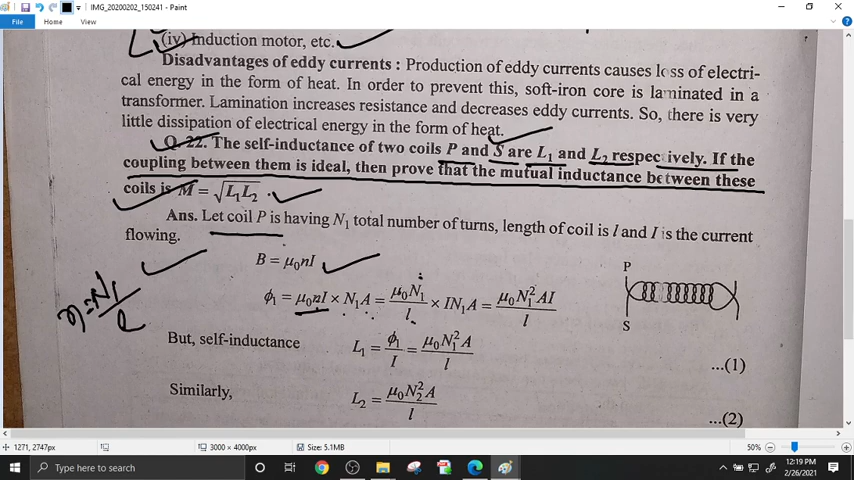 IMG_20200202_150241 - Paint
File Home View
(iv) Induction motor, etc.
Disadvantages of eddy currents : Production of eddy currents causes loss of electri-
cal energy in the form of heat. In order to prevent this, soft-iron core is laminated in a
transformer. Lamination increases resistance and decreases eddy currents. So, there is very
little dissipation of electrical energy in the form of heat.
Q. 22. The self-inductance of two coils P and S are L₁ and L₂ respectively. If the
coupling between them is ideal, then prove that the mutual inductance between these
coils is M = √L₁L₂ .
Ans. Let coil P is having N₁ total number of turns, length of coil is l and I is the current
flowing.
B = μ₀nI
n = N₁/l
ϕ₁ = μ₀nI × N₁A = μ₀N₁/l × IN₁A = μ₀N₁²AI/l
P
S
But, self-inductance L₁ = ϕ₁/I = μ₀N₁²A/l ...(1)
Similarly, L₂ = μ₀N₂²A/l ...(2)
1271, 2747px 3000 × 4000px Size: 5.1MB 50%
Type here to search 12:19 PM
2/26/2021